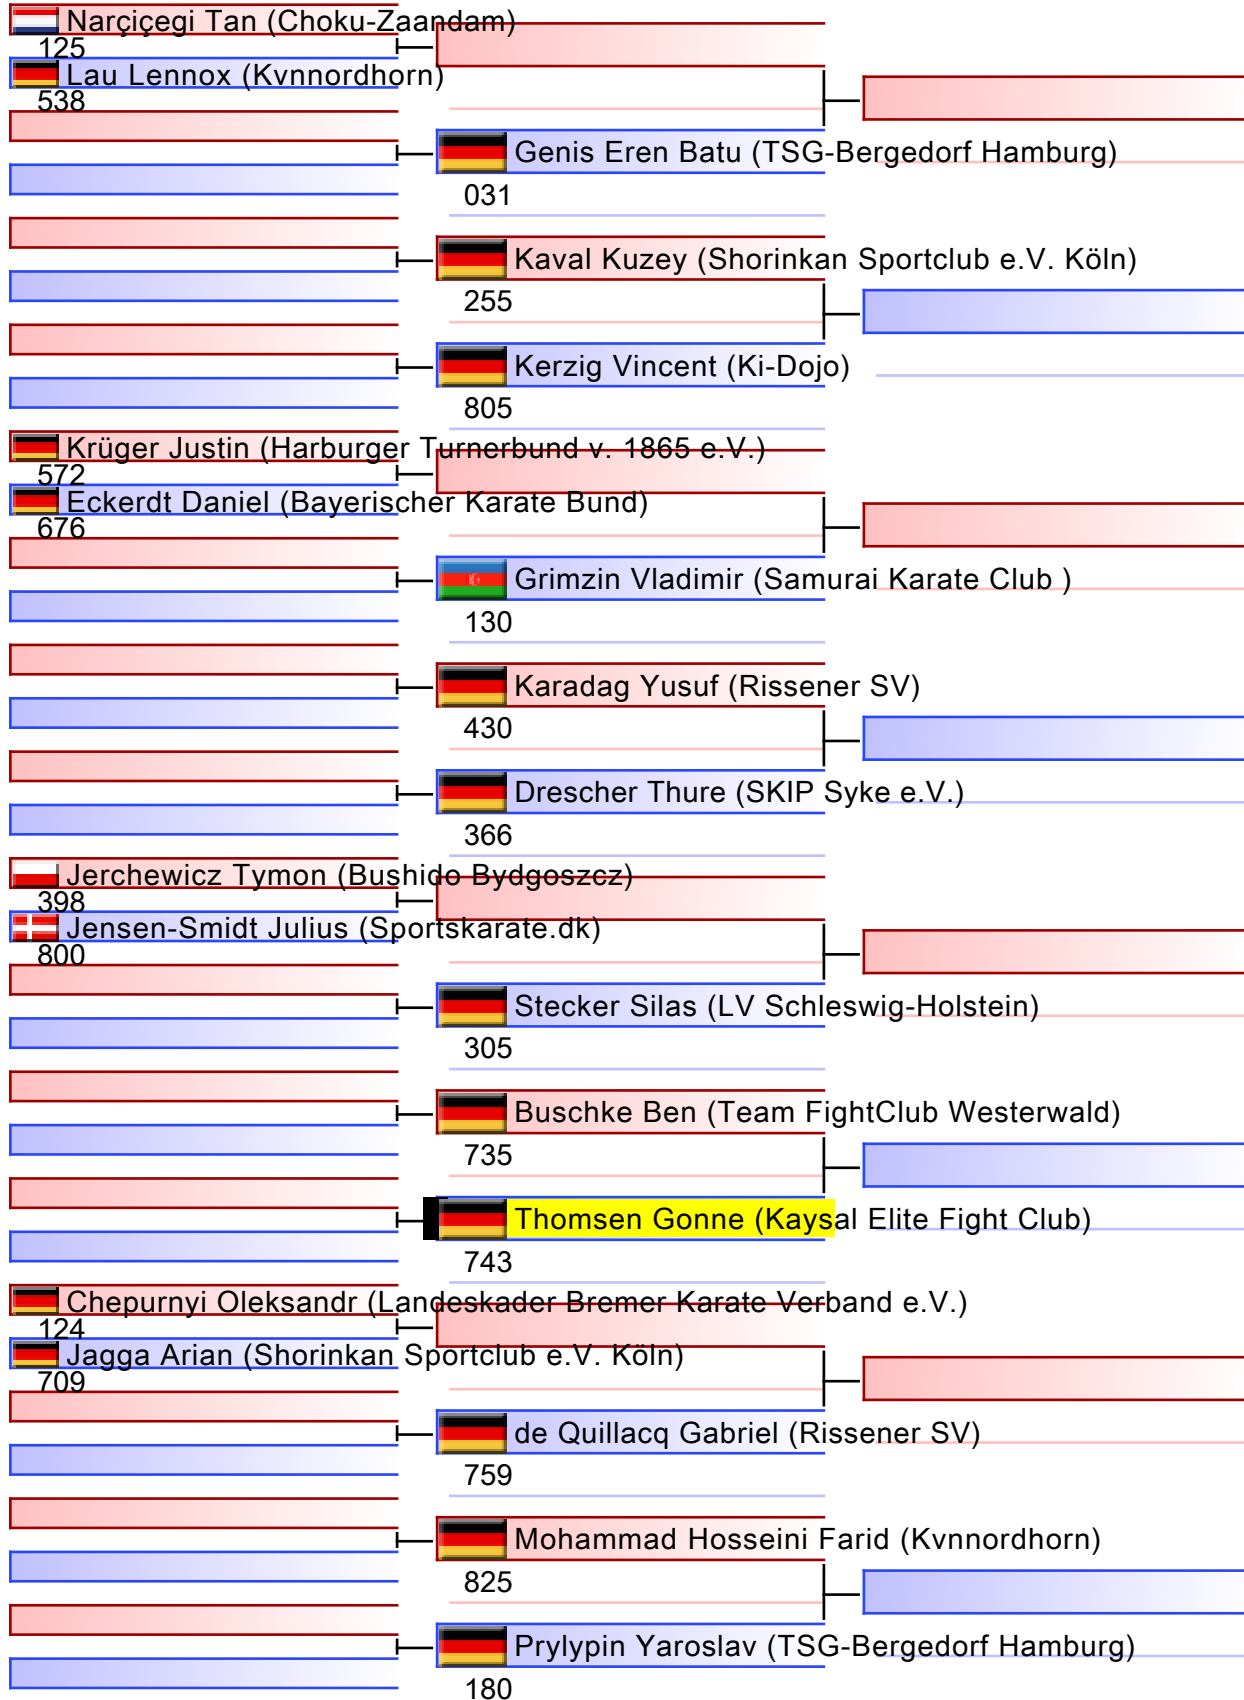 Narçiçegi Tan (Choku-Zaandam)
125
Lau Lennox (Kvnnordhorn)
538
Genis Eren Batu (TSG-Bergedorf Hamburg)
031
Kaval Kuzey (Shorinkan Sportclub e.V. Köln)
255
Kerzig Vincent (Ki-Dojo)
805
Krüger Justin (Harburger Turnerbund v. 1865 e.V.)
572
Eckerdt Daniel (Bayerischer Karate Bund)
676
Grimzin Vladimir (Samurai Karate Club )
130
Karadag Yusuf (Rissener SV)
430
Drescher Thure (SKIP Syke e.V.)
366
Jerchewicz Tymon (Bushido Bydgoszcz)
398
Jensen-Smidt Julius (Sportskarate.dk)
800
Stecker Silas (LV Schleswig-Holstein)
305
Buschke Ben (Team FightClub Westerwald)
735
Thomsen Gonne (Kaysal Elite Fight Club)
743
Chepurnyi Oleksandr (Landeskader Bremer Karate Verband e.V.)
124
Jagga Arian (Shorinkan Sportclub e.V. Köln)
709
de Quillacq Gabriel (Rissener SV)
759
Mohammad Hosseini Farid (Kvnnordhorn)
825
Prylypin Yaroslav (TSG-Bergedorf Hamburg)
180